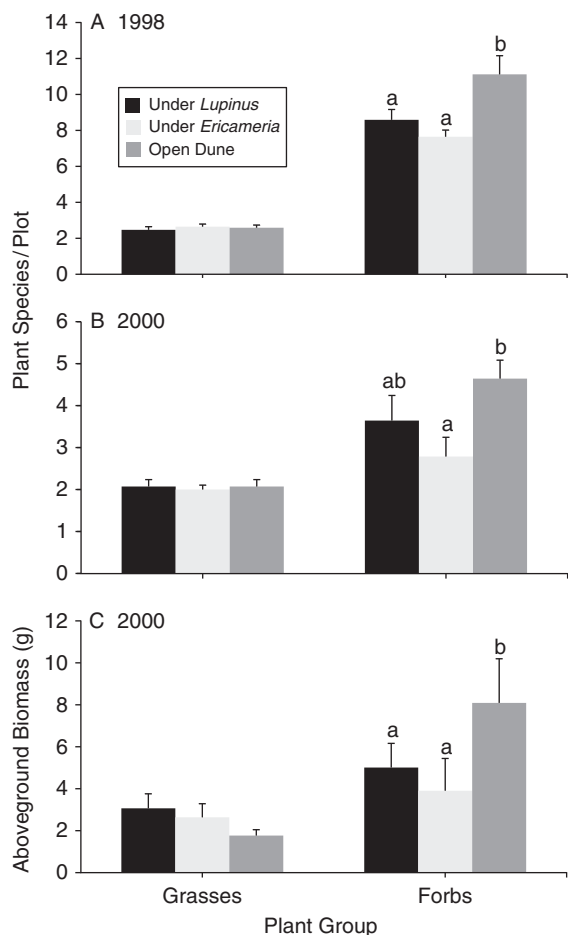 A 1998
14
12
10
8
6
4
2
0
Under Lupinus
Under Ericameria
Open Dune
a
a
b
Plant Species/Plot
B 2000
6
5
4
3
2
1
0
ab
a
b
C 2000
12
10
8
6
4
2
0
a
a
b
Aboveground Biomass (g)
Grasses
Forbs
Plant Group